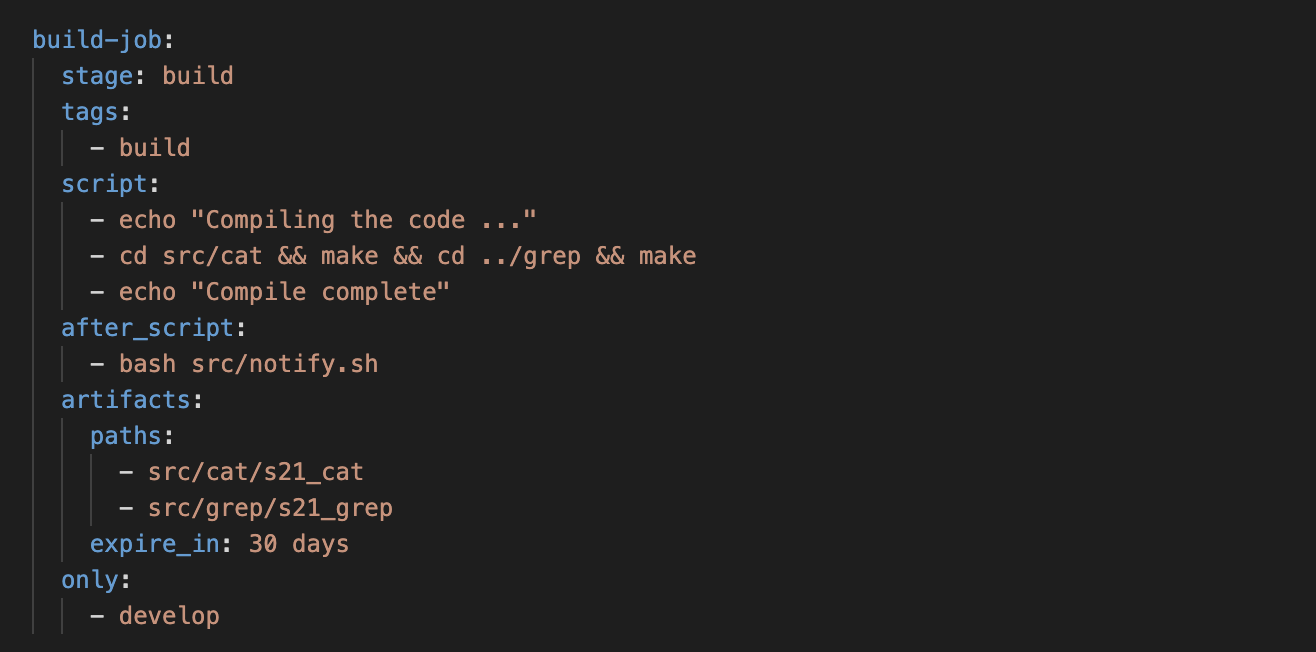 build-job:
  stage: build
  tags:
    - build
  script:
    - echo "Compiling the code ..."
    - cd src/cat && make && cd ../grep && make
    - echo "Compile complete"
  after_script:
    - bash src/notify.sh
  artifacts:
    paths:
      - src/cat/s21_cat
      - src/grep/s21_grep
    expire_in: 30 days
  only:
    - develop